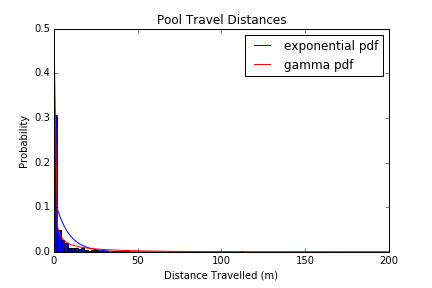 Pool Travel Distances
exponential pdf
gamma pdf
Probability
0.5
0.4
0.3
0.2
0.1
0.0
0 50 100 150 200
Distance Travelled (m)